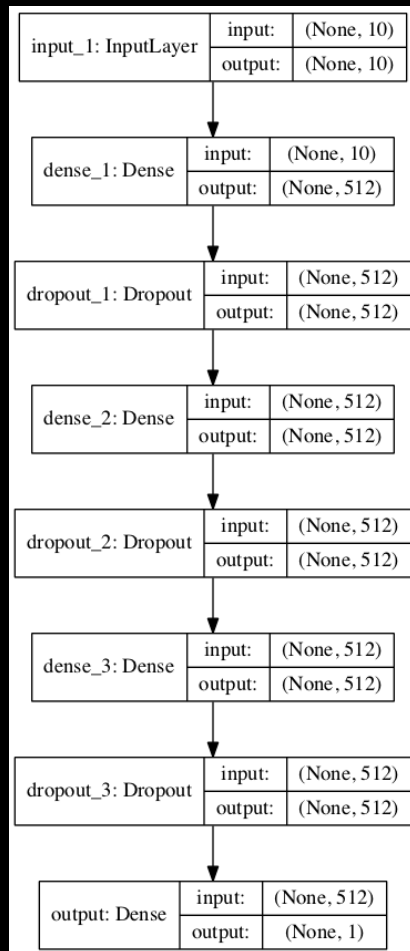 input_1: InputLayer input: (None, 10)
output: (None, 10)
dense_1: Dense input: (None, 10)
output: (None, 512)
dropout_1: Dropout input: (None, 512)
output: (None, 512)
dense_2: Dense input: (None, 512)
output: (None, 512)
dropout_2: Dropout input: (None, 512)
output: (None, 512)
dense_3: Dense input: (None, 512)
output: (None, 512)
dropout_3: Dropout input: (None, 512)
output: (None, 512)
output: Dense input: (None, 512)
output: (None, 1)